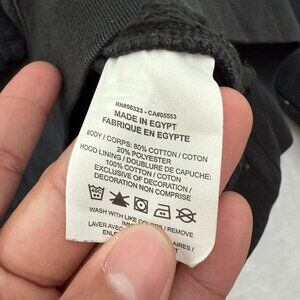 RN#56323 - CA#05553
MADE IN EGYPT
FABRIQUE EN EGYPTE
BODY / CORPS: 80% COTTON / COTON
20% POLYESTER
HOOD LINING / DOUBLURE DE CAPUCHE:
100% COTTON / COTON
EXCLUSIVE OF DECORATION /
DECORATION NON COMPRISE
WASH WITH LIKE COLORS / REMOVE
LAVER AVEC